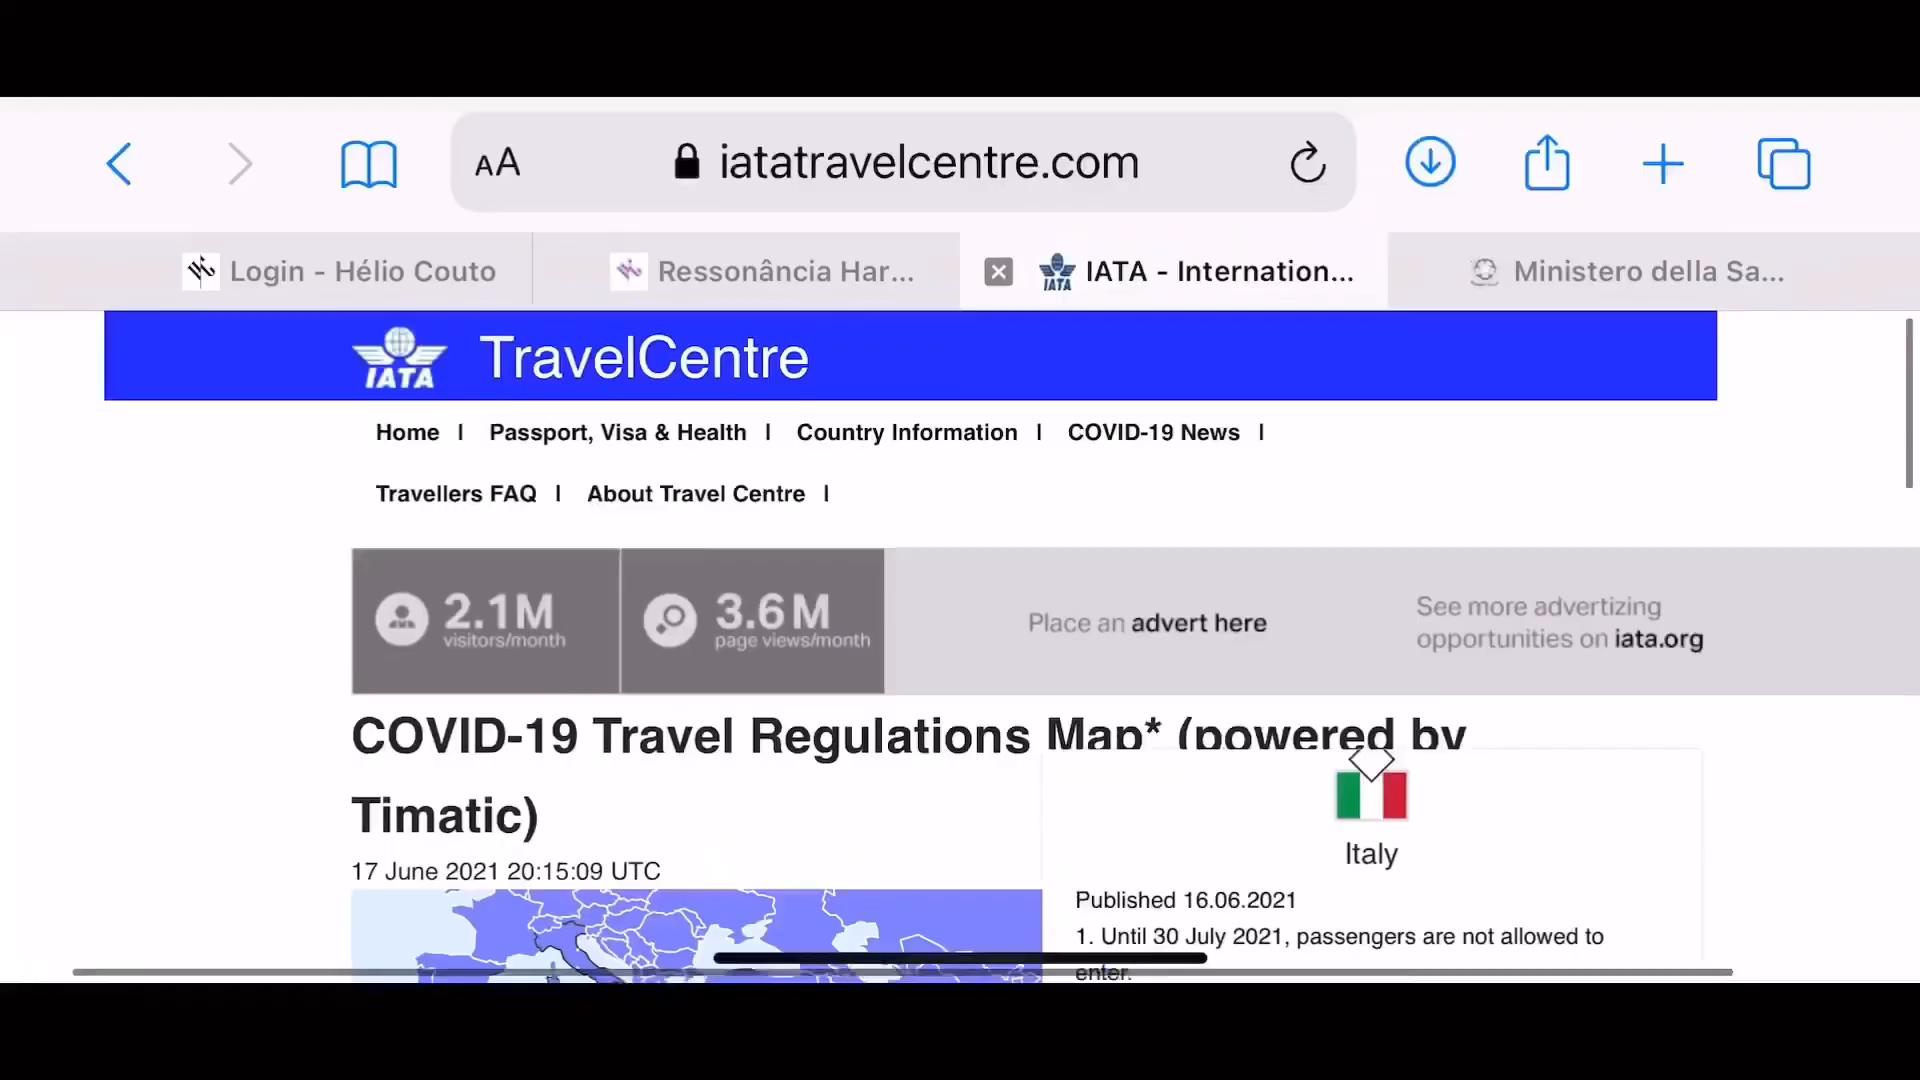 AA
iatatravelcentre.com
Login - Hélio Couto
Ressonância Har...
IATA
IATA - Internation...
Ministero della Sa...
IATA
TravelCentre
Home | Passport, Visa & Health | Country Information | COVID-19 News |
Travellers FAQ | About Travel Centre |
2.1M
visitors/month
3.6M
page views/month
Place an advert here
See more advertizing
opportunities on iata.org
COVID-19 Travel Regulations Map* (powered by
Timatic)
17 June 2021 20:15:09 UTC
Italy
Published 16.06.2021
1. Until 30 July 2021, passengers are not allowed to
enter.